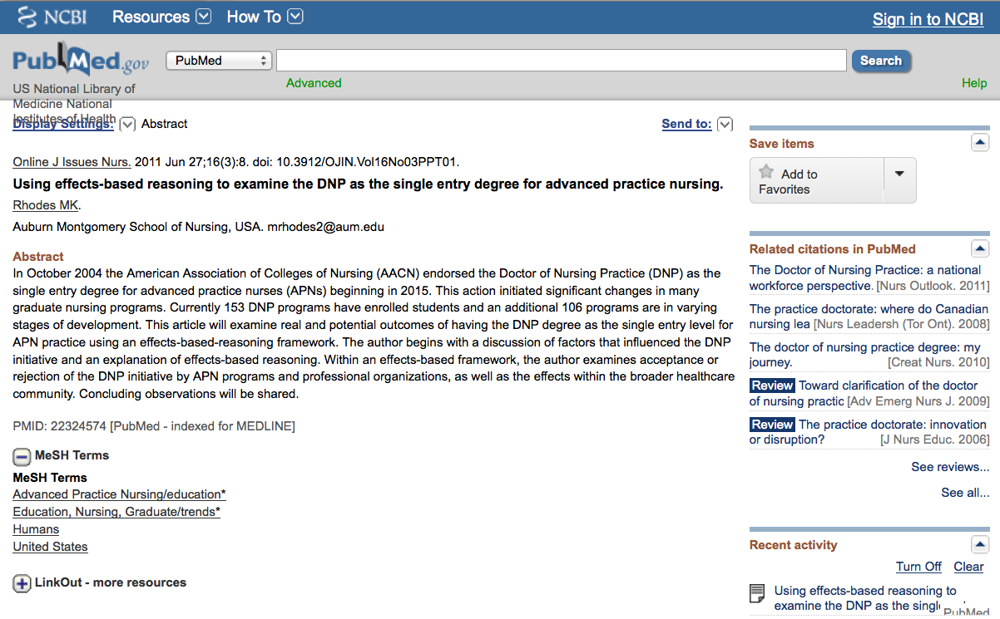 NCBI Resources How To Sign in to NCBI
PubMed.gov
PubMed Search
US National Library of
Medicine National
Institutes of Health
Advanced Help
Display Settings: Abstract Send to:
Online J Issues Nurs. 2011 Jun 27;16(3):8. doi: 10.3912/OJIN.Vol16No03PPT01.
Using effects-based reasoning to examine the DNP as the single entry degree for advanced practice nursing.
Rhodes MK.
Auburn Montgomery School of Nursing, USA. mrhodes2@aum.edu
Abstract
In October 2004 the American Association of Colleges of Nursing (AACN) endorsed the Doctor of Nursing Practice (DNP) as the
single entry degree for advanced practice nurses (APNs) beginning in 2015. This action initiated significant changes in many
graduate nursing programs. Currently 153 DNP programs have enrolled students and an additional 106 programs are in varying
stages of development. This article will examine real and potential outcomes of having the DNP degree as the single entry level for
APN practice using an effects-based-reasoning framework. The author begins with a discussion of factors that influenced the DNP
initiative and an explanation of effects-based reasoning. Within an effects-based framework, the author examines acceptance or
rejection of the DNP initiative by APN programs and professional organizations, as well as the effects within the broader healthcare
community. Concluding observations will be shared.
PMID: 22324574 [PubMed - indexed for MEDLINE]
MeSH Terms
MeSH Terms
Advanced Practice Nursing/education*
Education, Nursing, Graduate/trends*
Humans
United States
LinkOut - more resources
Save items
Add to
Favorites
Related citations in PubMed
The Doctor of Nursing Practice: a national
workforce perspective. [Nurs Outlook. 2011]
The practice doctorate: where do Canadian
nursing lea [Nurs Leadersh (Tor Ont). 2008]
The doctor of nursing practice degree: my
journey. [Creat Nurs. 2010]
Review Toward clarification of the doctor
of nursing practic [Adv Emerg Nurs J. 2009]
Review The practice doctorate: innovation
or disruption? [J Nurs Educ. 2006]
See reviews...
See all...
Recent activity
Turn Off Clear
Using effects-based reasoning to
examine the DNP as the singl
PubMed